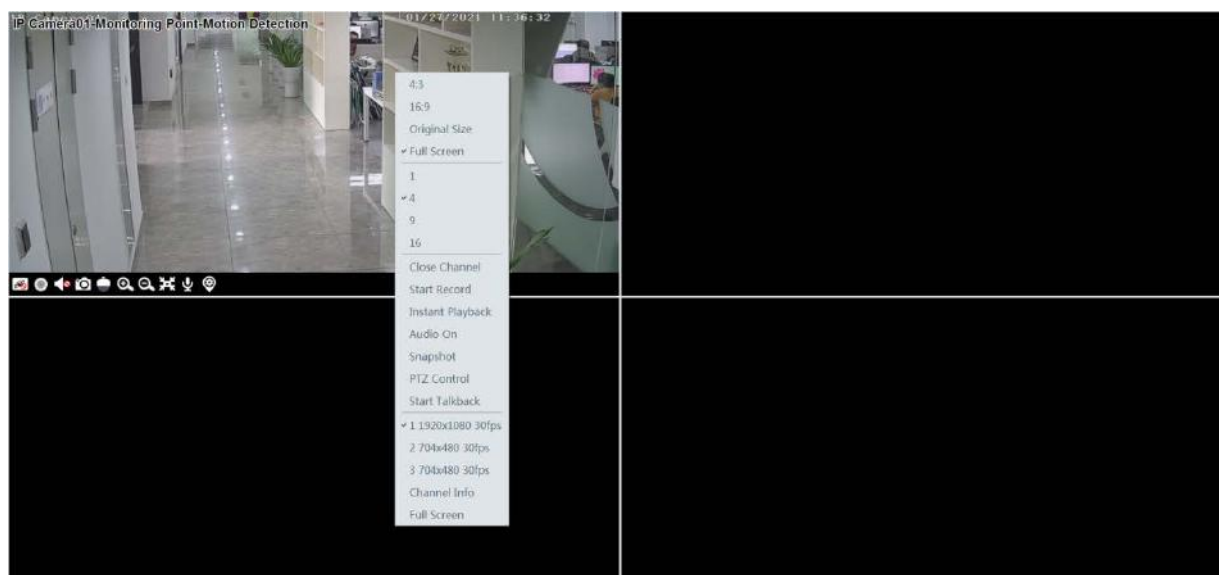 IP Camera01-Monitoring Point-Motion Detection
01/27/2021 11:36:32
4:3
16:9
Original Size
✓ Full Screen
1
✓ 4
9
16
Close Channel
Start Record
Instant Playback
Audio On
Snapshot
PTZ Control
Start Talkback
✓ 1 1920x1080 30fps
2 704x480 30fps
3 704x480 30fps
Channel Info
Full Screen